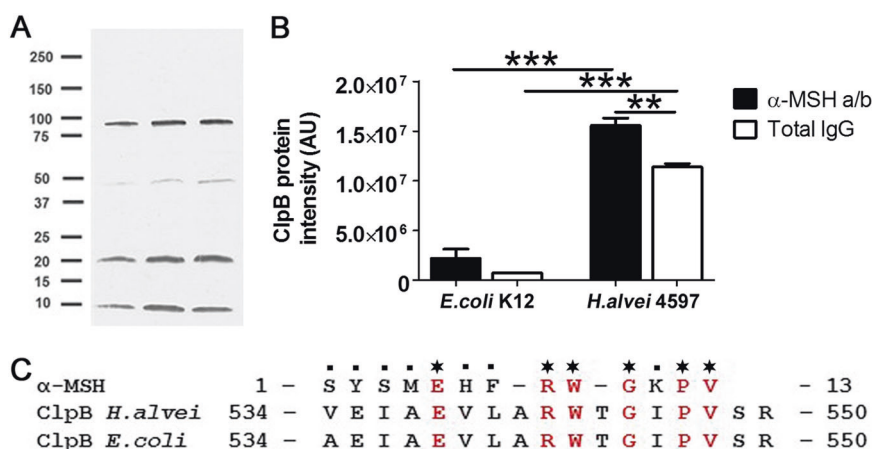 A
250
150
100
75
50
37
25
20
15
10
B
ClpB protein
intensity (AU)
2.0×10⁷
1.5×10⁷
1.0×10⁷
5.0×10⁶
0
***
***
**
α-MSH a/b
Total IgG
E.coli K12
H.alvei 4597
C
α-MSH 1 – S Y S M E H F – R W – G K P V – 13
ClpB H.alvei 534 – V E I A E V L A R W T G I P V S R – 550
ClpB E.coli 534 – A E I A E V L A R W T G I P V S R – 550